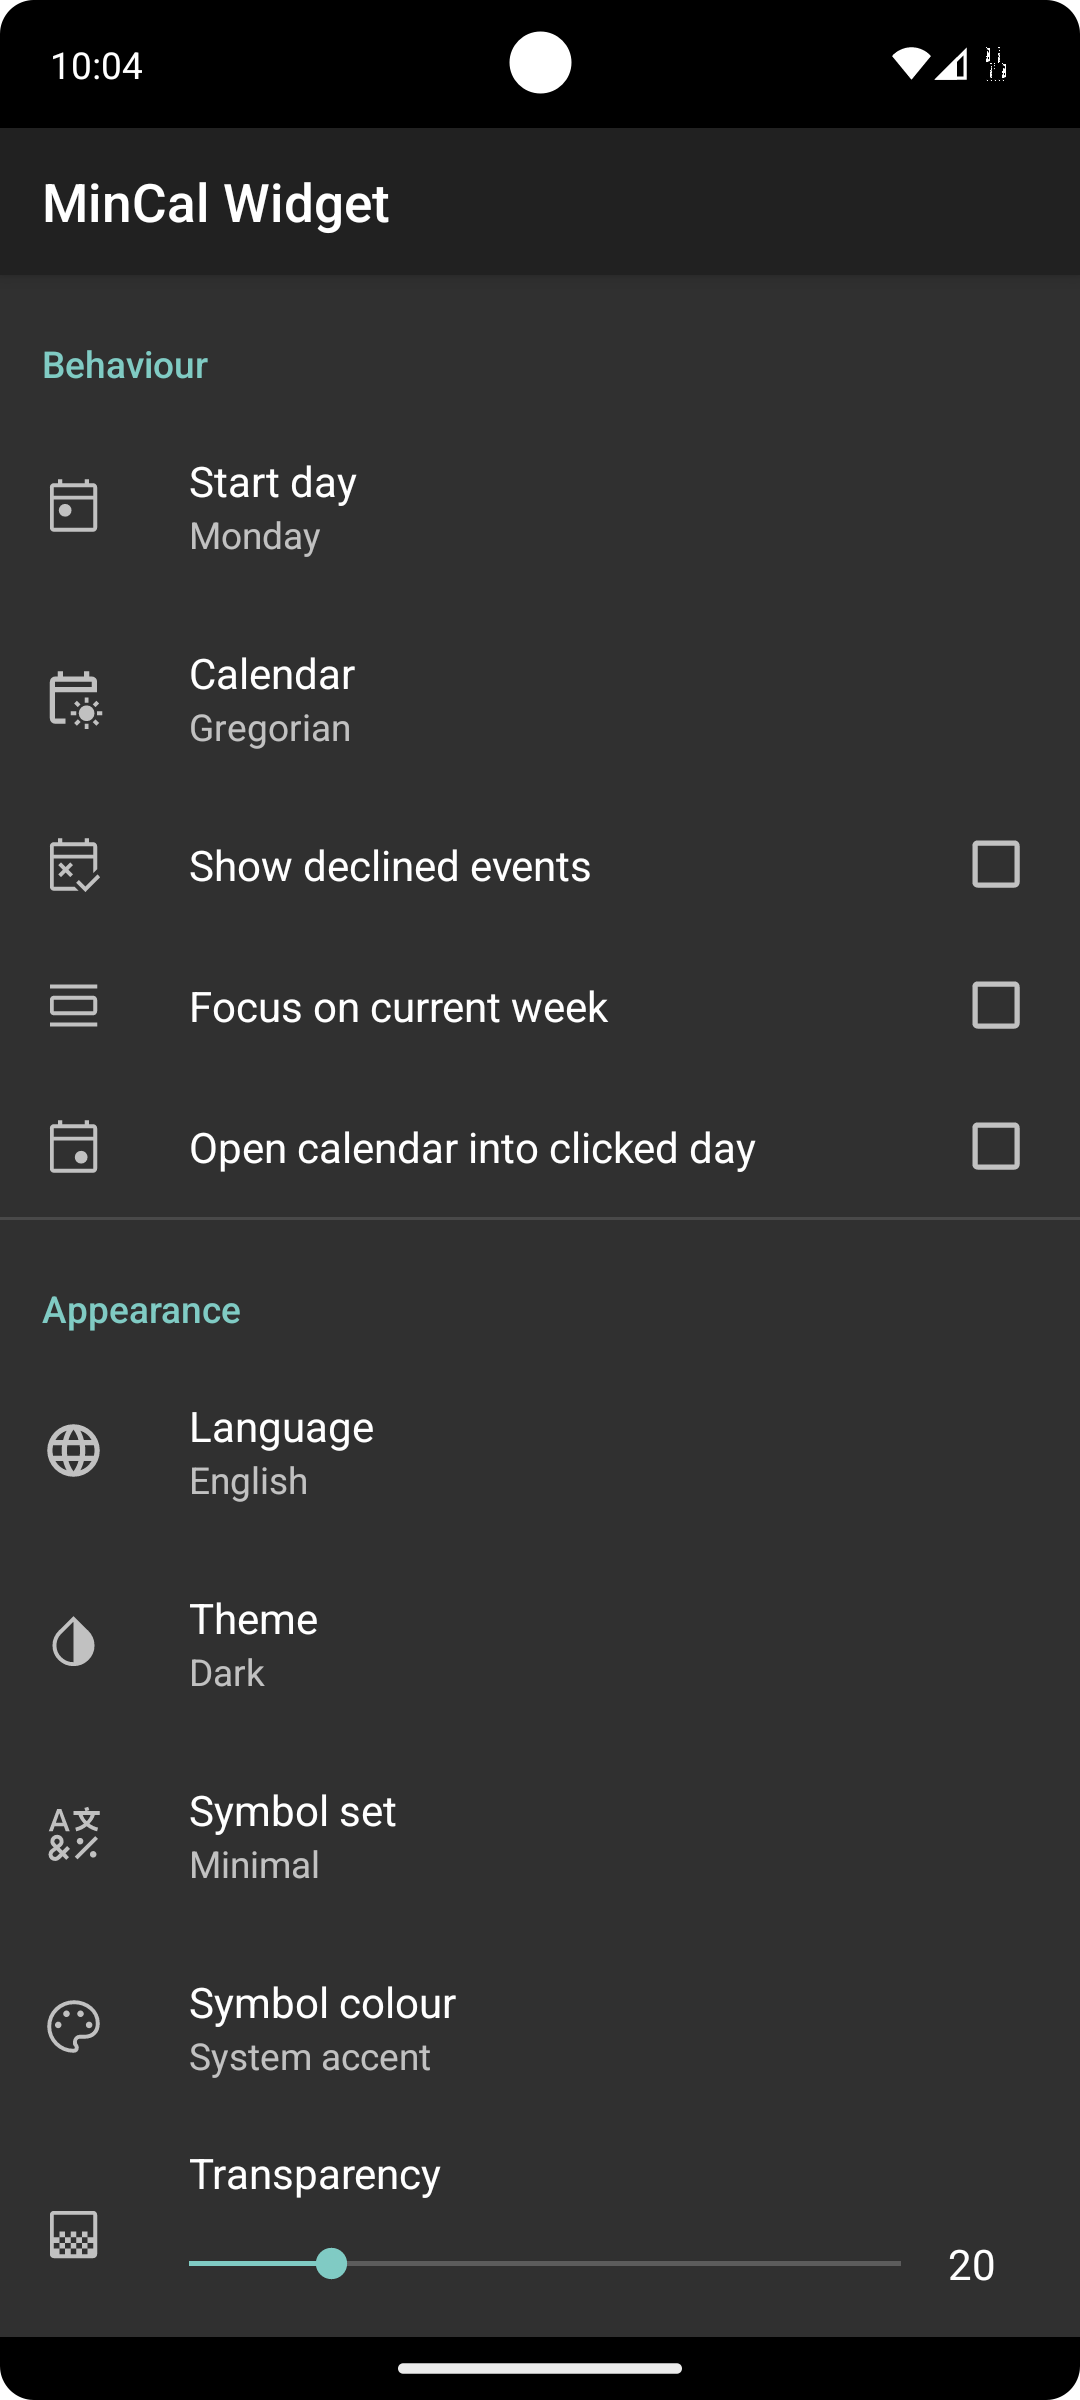 10:04
MinCal Widget
Behaviour
Start day
Monday
Calendar
Gregorian
Show declined events
Focus on current week
Open calendar into clicked day
Appearance
Language
English
Theme
Dark
Symbol set
Minimal
Symbol colour
System accent
Transparency
20